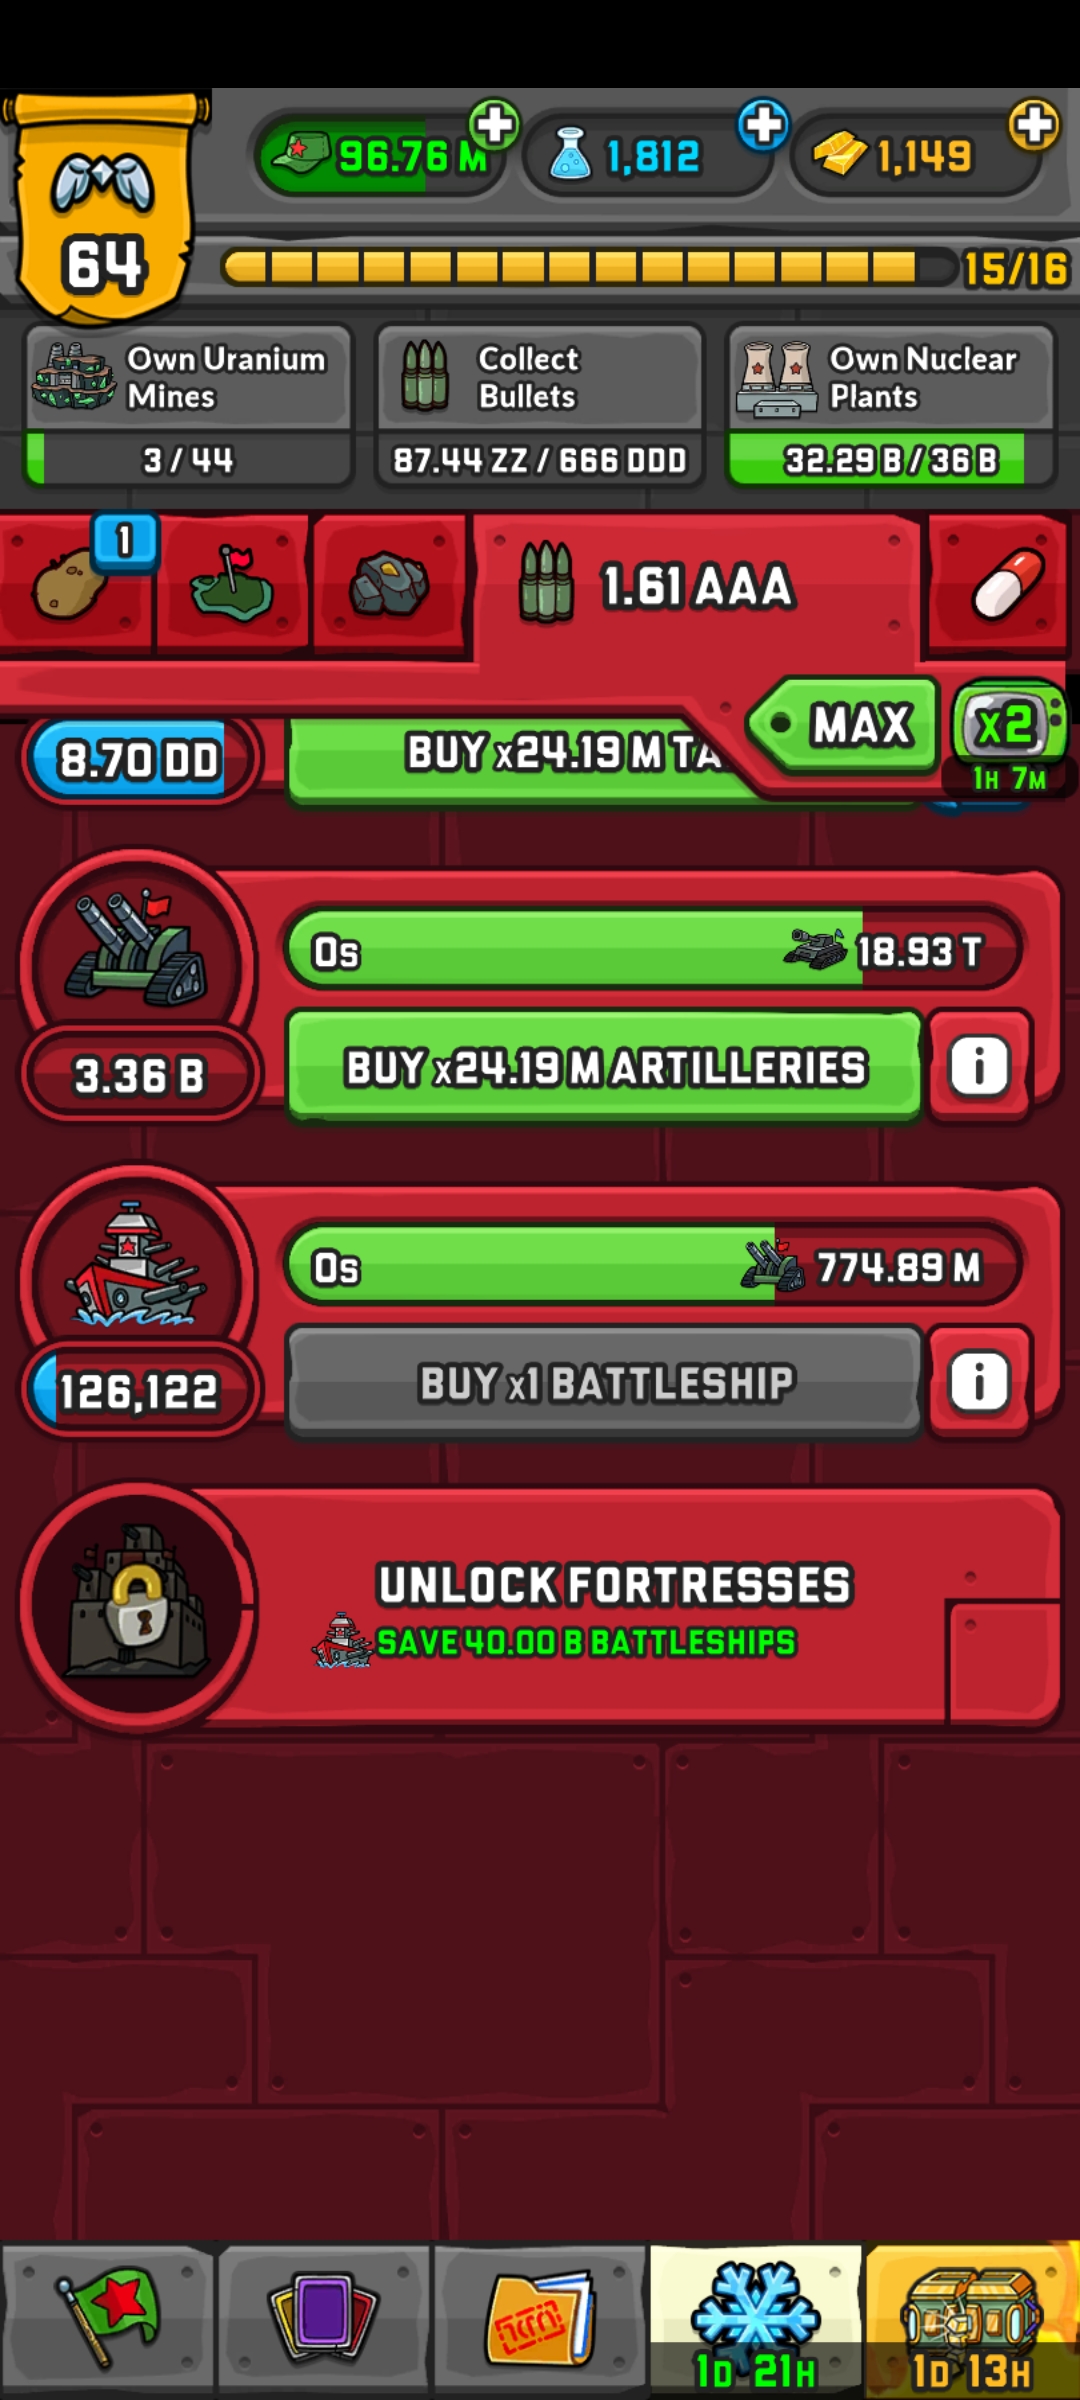 96.76 M
1,812
1,149
64
15/16
Own Uranium
Mines
3 / 44
Collect
Bullets
87.44 ZZ / 666 DDD
Own Nuclear
Plants
32.29 B / 36 B
1
1.61 AAA
MAX
x2
1H 7M
8.70 DD
BUY x24.19 M TA
0s
18.93 T
3.36 B
BUY x24.19 M ARTILLERIES
i
0s
774.89 M
126,122
BUY x1 BATTLESHIP
i
UNLOCK FORTRESSES
SAVE 40.00 B BATTLESHIPS
1D 21H
1D 13H